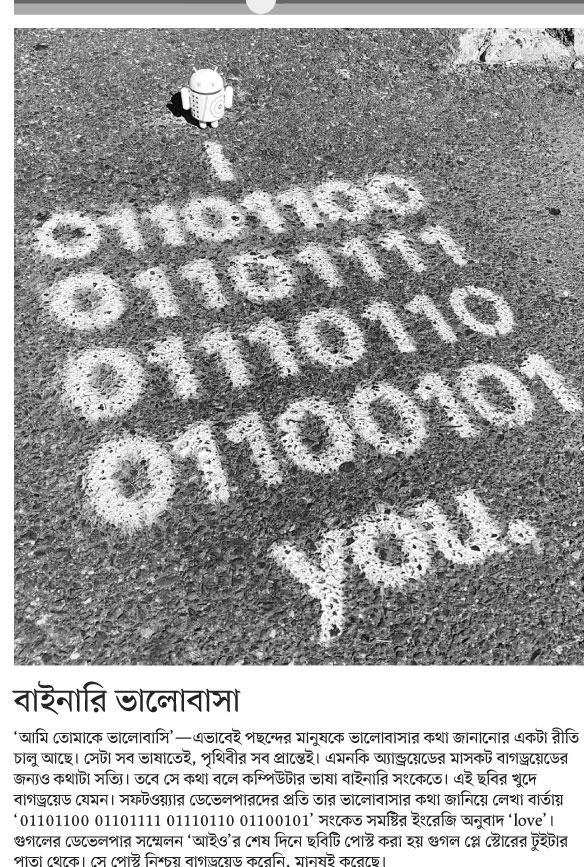 I
01101100
01101111
01110110
01100101
you.
বাইনারি ভালোবাসা
‘আমি তোমাকে ভালোবাসি’—এভাবেই পছন্দের মানুষকে ভালোবাসার কথা জানানোর একটা রীতি
চালু আছে। সেটা সব ভাষাতেই, পৃথিবীর সব প্রান্তেই। এমনকি অ্যান্ড্রয়েডের মাসকট বাগড্রয়েডের
জন্যও কথাটা সত্যি। তবে সে কথা বলে কম্পিউটার ভাষা বাইনারি সংকেতে। এই ছবির খুদে
বাগড্রয়েড যেমন। সফটওয়্যার ডেভেলপারদের প্রতি তার ভালোবাসার কথা জানিয়ে লেখা বার্তায়
‘01101100 01101111 01110110 01100101’ সংকেত সমষ্টির ইংরেজি অনুবাদ ‘love’।
গুগলের ডেভেলপার সম্মেলন ‘আইও’র শেষ দিনে ছবিটি পোস্ট করা হয় গুগল প্লে স্টোরের টুইটার
পাতা থেকে। সে পোস্ট নিশ্চয় বাগড্রয়েড করেনি, মানুষই করেছে।